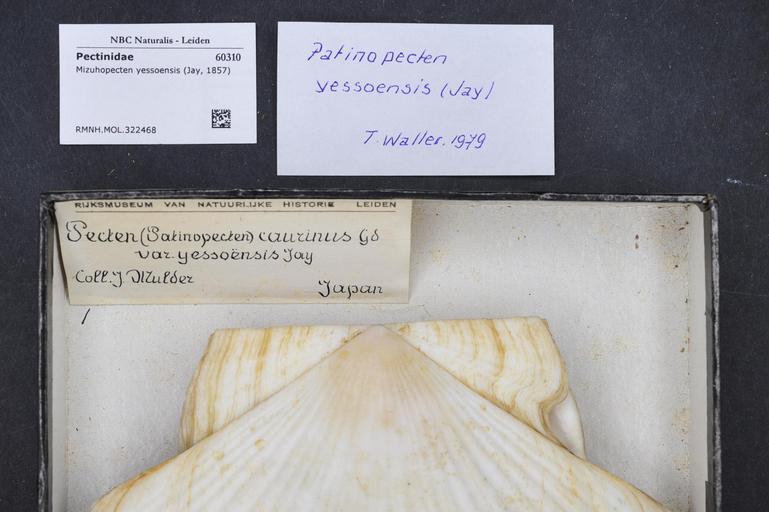 NBC Naturalis - Leiden
Pectinidae 60310
Mizuhopecten yessoensis (Jay, 1857)
RMNH.MOL.322468
Patinopecten
yessoensis (Jay)
T. Waller. 1979
RIJKSMUSEUM VAN NATUURLIJKE HISTORIE LEIDEN
Pecten (Patinopecten) caurinus Gd
var. yessoënsis Jay
Coll. J. Mulder
Japan